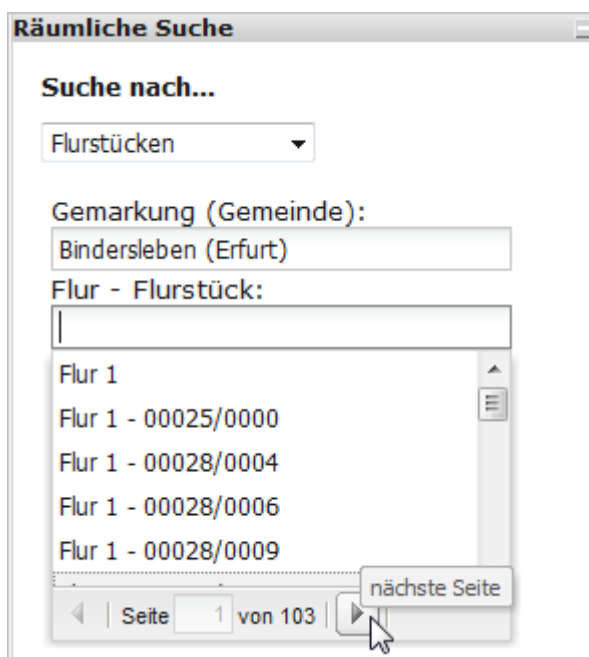 Räumliche Suche
Suche nach...
Flurstücken
Gemarkung (Gemeinde):
Bindersleben (Erfurt)
Flur - Flurstück:
Flur 1
Flur 1 - 00025/0000
Flur 1 - 00028/0004
Flur 1 - 00028/0006
Flur 1 - 00028/0009
nächste Seite
Seite 1 von 103